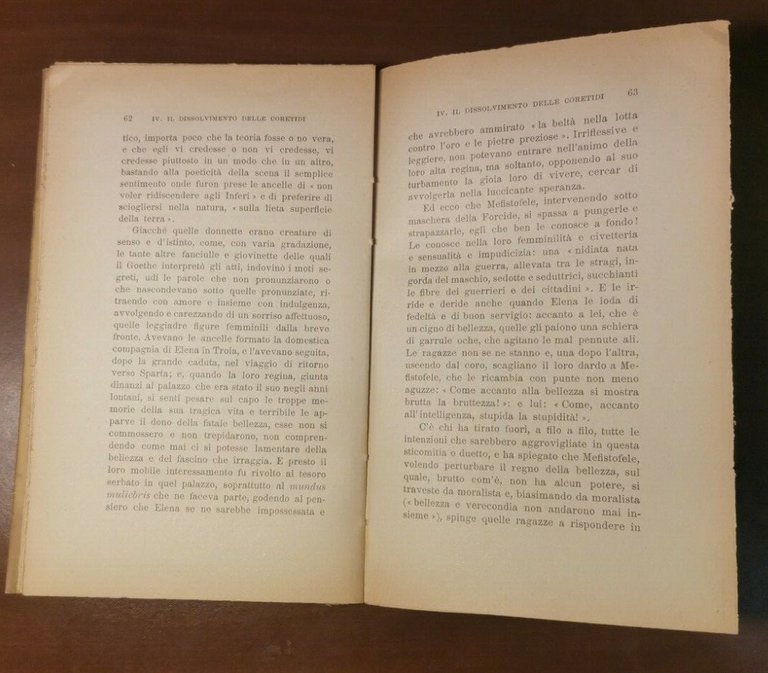 62 IV. IL DISSOLVIMENTO DELLE CORETIDI
tico, importa poco che la teoria fosse o no vera,
e che egli vi credesse o non vi credesse, vi
credesse piuttosto in un modo che in un altro,
bastando alla poeticità della scena il semplice
sentimento onde furon prese le ancelle di « non
voler ridiscendere agli Inferi » e di preferire di
sciogliersi nella natura, « sulla lieta superficie
della terra ».
Giacché quelle donnette erano creature di
senso e d'istinto, come, con varia gradazione,
le tante altre fanciulle e giovinette delle quali
il Goethe interpretò gli atti, indovinò i moti se-
greti, udì le parole che non pronunziarono o
che nascondevano sotto quelle pronunziate, ri-
traendo con amore e insieme con indulgenza,
avvolgendo e carezzando di un sorriso affettuoso,
quelle leggiadre figure femminili dalla breve
fronte. Avevano le ancelle formato la domestica
compagnia di Elena in Troia, e l'avevano seguita,
dopo la grande caduta, nel viaggio di ritorno
verso Sparta; e, quando la loro regina, giunta
dinanzi al palazzo che era stato il suo negli anni
lontani, si sentì pesare sul capo le troppe me-
morie della sua tragica vita e terribile le ap-
parve il dono della fatale bellezza, esse non si
commossero e non trepidarono, non compren-
dendo come mai ci si potesse lamentare della
bellezza e del fascino che irraggia. E presto il
loro mobile interessamento fu rivolto al tesoro
serbato in quel palazzo, soprattutto al mundus
muliebris che ne faceva parte, godendo al pen-
siero che Elena se ne sarebbe impossessata e
IV. IL DISSOLVIMENTO DELLE CORETIDI 63
che avrebbero ammirato « la beltà nella lotta
contro l'oro e le pietre preziose ». Irriflessive e
leggiere, non potevano entrare nell'animo della
loro alta regina, ma soltanto, opponendo al suo
turbamento la gioia loro di vivere, cercar di
avvolgerla nella luccicante speranza.
Ed ecco che Mefistofele, intervenendo sotto
maschera della Forcide, si spassa a pungerle e
strapazzarle, egli che ben le conosce a fondo!
Le conosce nella loro femminilità e civetteria
e sensualità e impudicizia: una « nidiata nata
in mezzo alla guerra, allevata tra le stragi, in-
gorda del maschio, sedotte e seduttrici, succhianti
le fibre dei guerrieri e dei cittadini ». E le ir-
ride e deride anche quando Elena le loda di
fedeltà e di buon servigio: accanto a lei, che è
un cigno di bellezza, quelle gli paiono una schiera
di garrule oche, che agitano le mal pennute ali.
Le ragazze non se ne stanno e, una dopo l'altra,
uscendo dal coro, scagliano il loro dardo a Me-
fistofele, che le ricambia con punte non meno
aguzze: « Come accanto alla bellezza si mostra
brutta la bruttezza! »: e lui: « Come, accanto
all'intelligenza, stupida la stupidità! ».
C'è chi ha tirato fuori, a filo a filo, tutte le
intenzioni che sarebbero aggrovigliate in questa
sticomitia o duetto, e ha spiegato che Mefistofele,
volendo perturbare il regno della bellezza, sul
quale, brutto com'è, non ha alcun potere, si
traveste da moralista e, biasimando da moralista
(« bellezza e verecondia non andarono mai in-
sieme »), spinge quelle ragazze a rispondere in